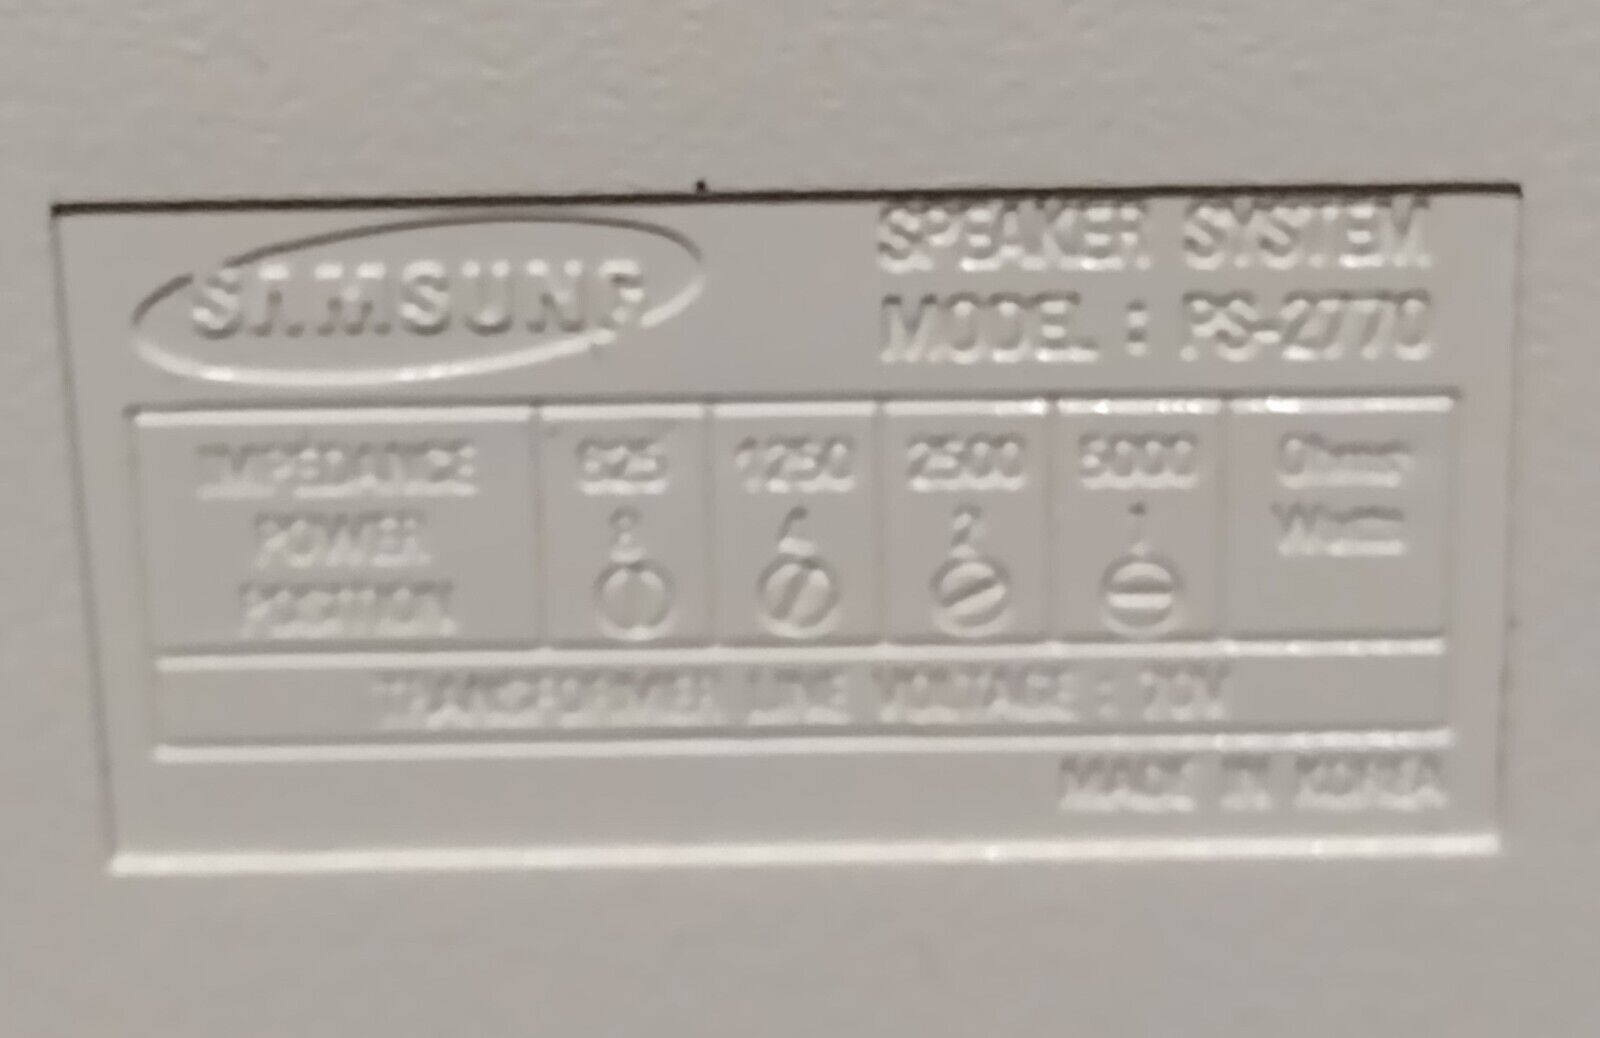 SAMSUNG
SPEAKER SYSTEM
MODEL : PS-2770
IMPEDANCE 625 1250 2500 5000 Ohms
POWER 8 4 2 1 Watts
POSITION
TRANSFORMER LINE VOLTAGE : 70V
MADE IN KOREA